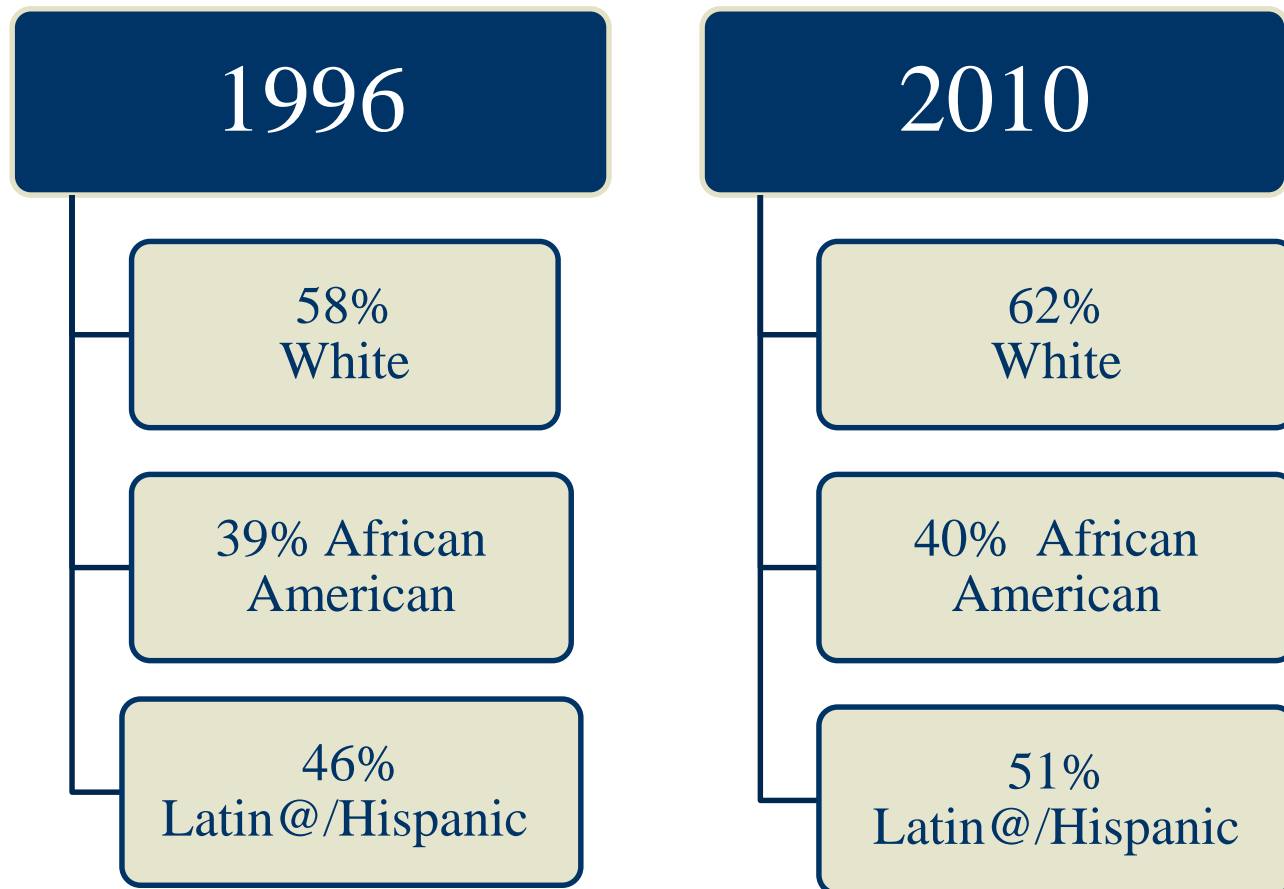 1996
58%
White
39% African
American
46%
Latin@/Hispanic
2010
62%
White
40%  African
American
51%
Latin@/Hispanic